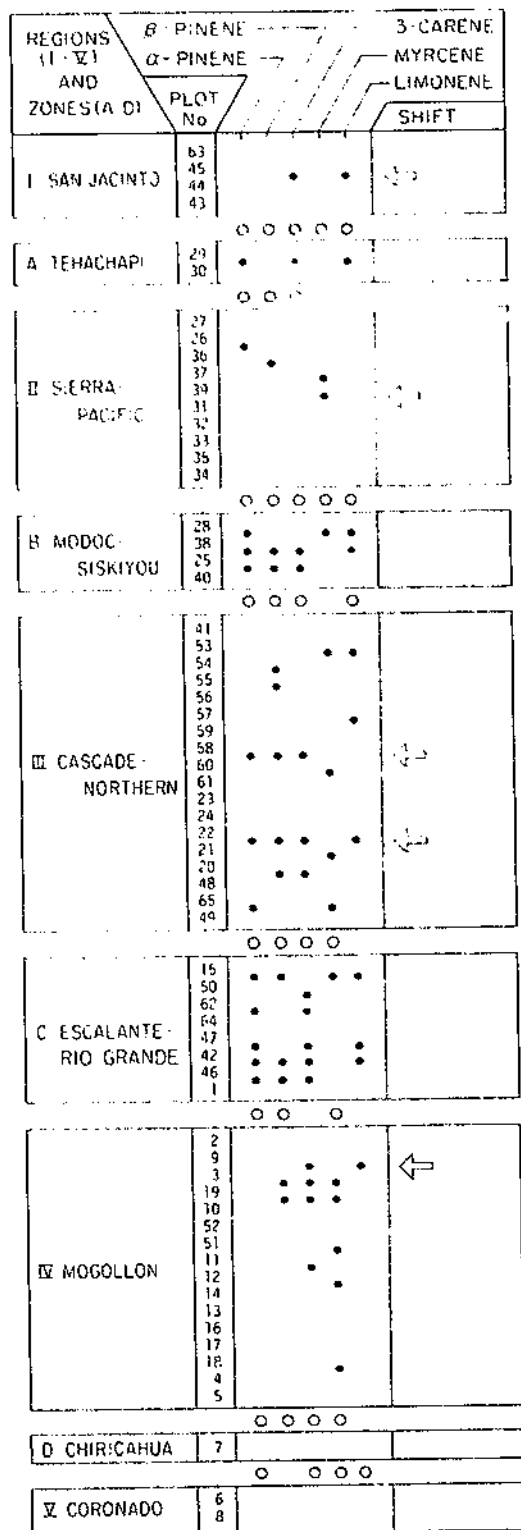 REGIONS
(I-V)
AND
ZONES(A-D)
β-PINENE
α-PINENE
3-CARENE
MYRCENE
LIMONENE
PLOT
No
SHIFT
I SAN JACINTO
63
45
44
43
A TEHACHAPI
29
30
II SIERRA-
PACIFIC
27
26
36
37
39
31
32
33
35
34
B MODOC-
SISKIYOU
28
38
25
40
III CASCADE-
NORTHERN
41
53
54
55
56
57
59
58
60
61
23
24
22
21
20
48
65
49
C ESCALANTE-
RIO GRANDE
15
50
62
64
47
42
46
1
IV MOGOLLON
2
9
3
19
10
52
51
11
12
14
13
16
17
18
4
5
D CHIRICAHUA
7
V CORONADO
6
8